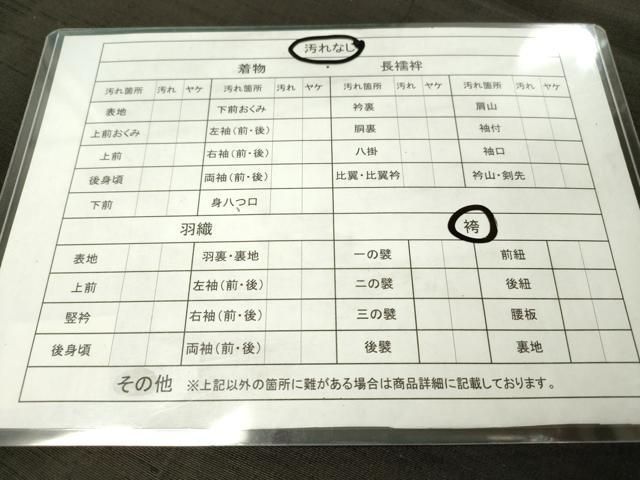 汚れなし
着物 ・ 長襦袢
汚れ箇所 汚れ ヤケ 汚れ箇所 汚れ ヤケ 汚れ箇所 汚れ ヤケ 汚れ箇所 汚れ ヤケ
表地 下前おくみ 衿裏 肩山
上前おくみ 左袖(前・後) 胴裏 袖付
上前 右袖(前・後) 八掛 袖口
後身頃 両袖(前・後) 比翼・比翼衿 衿山・剣先
下前 身八つ口
羽織 袴
表地 羽裏・裏地 一の襞 前紐
上前 左袖(前・後) 二の襞 後紐
竪衿 右袖(前・後) 三の襞 腰板
後身頃 両袖(前・後) 後襞 裏地
その他 ※上記以外の箇所に難がある場合は商品詳細に記載しております。